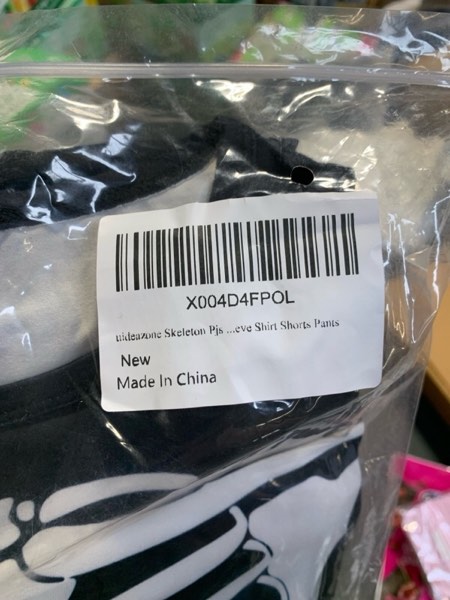 X004D4FPOL
uideazone Skeleton Pjs ...eve Shirt Shorts Pants
New
Made In China